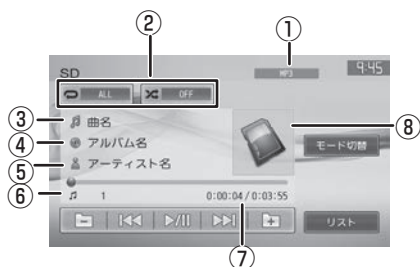 ① ②
SD MP3 9:45
ALL OFF
③ 曲名 ⑧
④ アルバム名 モード切替
⑤ アーティスト名
⑥ 1 0:00:04/0:03:55
リスト
⑦